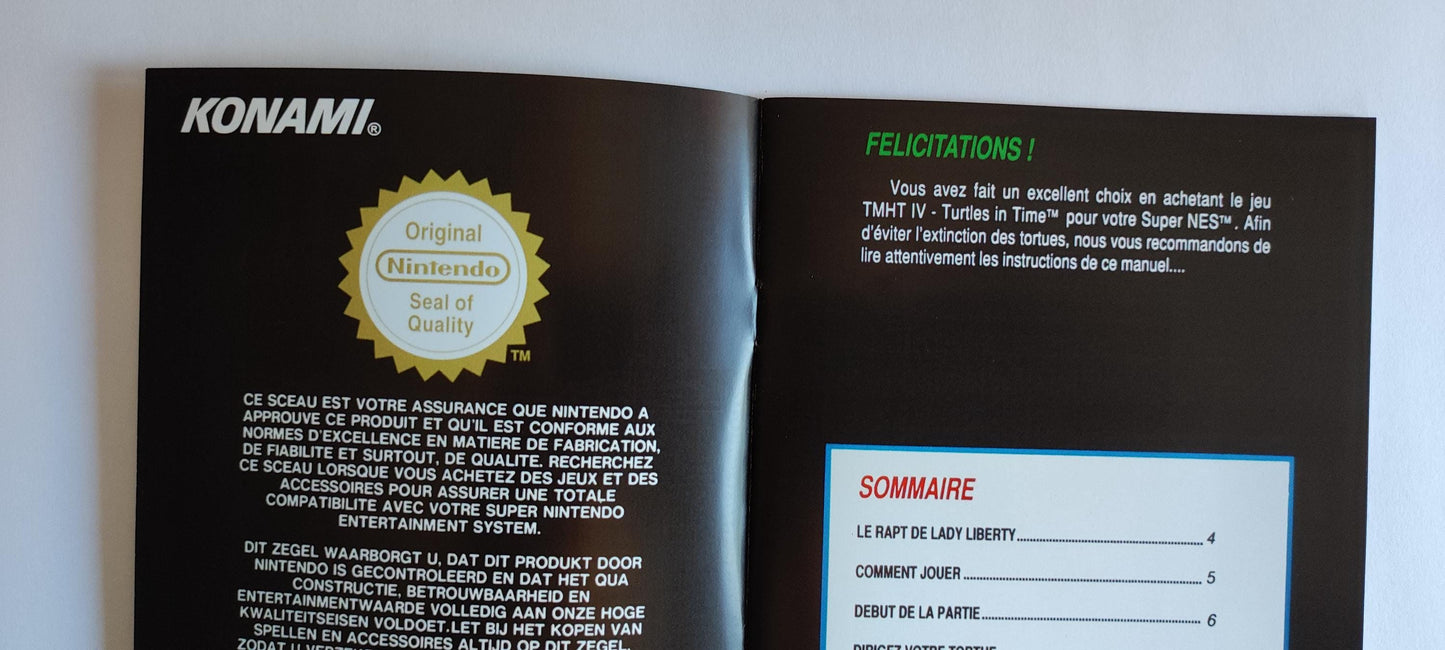 KONAMI®
Original
Nintendo
Seal of
Quality
TM
CE SCEAU EST VOTRE ASSURANCE QUE NINTENDO A
APPROUVE CE PRODUIT ET QU'IL EST CONFORME AUX
NORMES D'EXCELLENCE EN MATIERE DE FABRICATION,
DE FIABILITE ET SURTOUT, DE QUALITE. RECHERCHEZ
CE SCEAU LORSQUE VOUS ACHETEZ DES JEUX ET DES
ACCESSOIRES POUR ASSURER UNE TOTALE
COMPATIBILITE AVEC VOTRE SUPER NINTENDO
ENTERTAINMENT SYSTEM.
DIT ZEGEL WAARBORGT U, DAT DIT PRODUKT DOOR
NINTENDO IS GECONTROLEERD EN DAT HET QUA
CONSTRUCTIE, BETROUWBAARHEID EN
ENTERTAINMENTWAARDE VOLLEDIG AAN ONZE HOGE
KWALITEITSEISEN VOLDOET.LET BIJ HET KOPEN VAN
SPELLEN EN ACCESSOIRES ALTIJD OP DIT ZEGEL,
ZODAT U
FELICITATIONS !
Vous avez fait un excellent choix en achetant le jeu
TMHT IV - Turtles in Time™ pour votre Super NES™. Afin
d'éviter l'extinction des tortues, nous vous recommandons de
lire attentivement les instructions de ce manuel....
SOMMAIRE
LE RAPT DE LADY LIBERTY 4
COMMENT JOUER 5
DEBUT DE LA PARTIE 6
DIRIGEZ VOTRE TORTUE